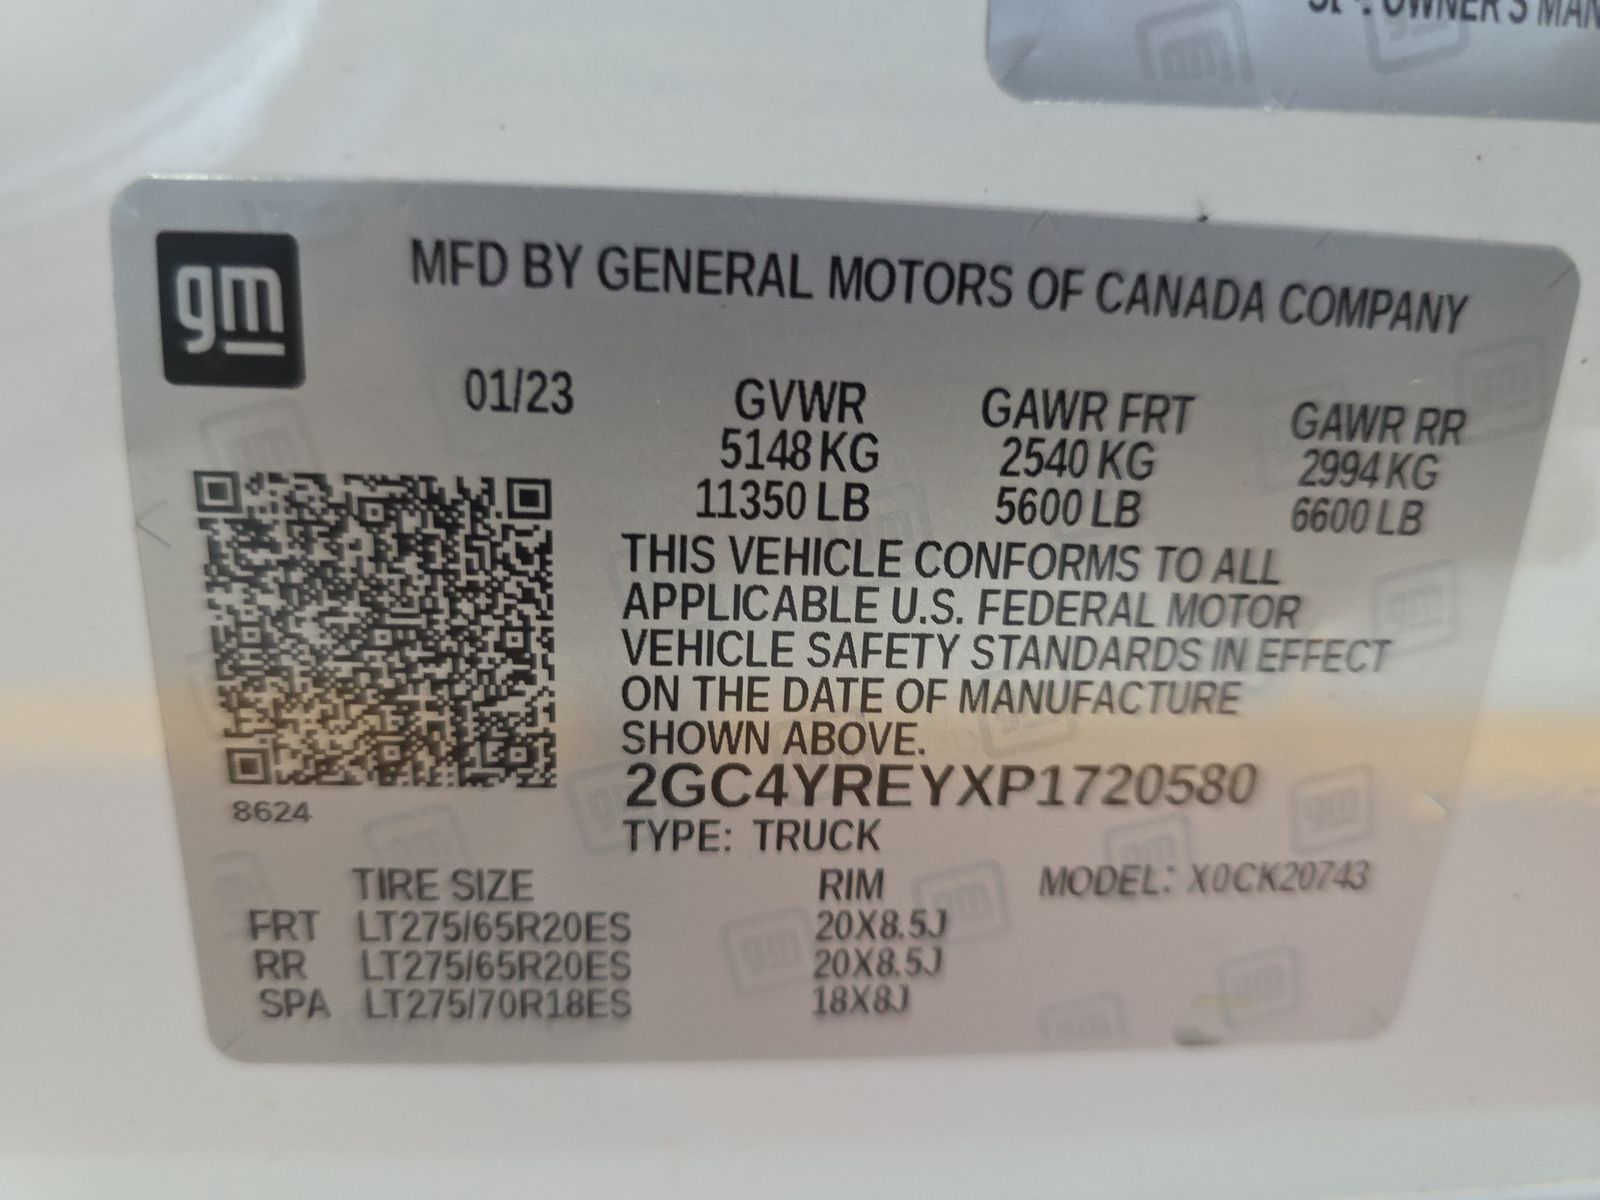 OWNER'S MAN
gm
MFD BY GENERAL MOTORS OF CANADA COMPANY
01/23 GVWR GAWR FRT GAWR RR
5148 KG 2540 KG 2994 KG
11350 LB 5600 LB 6600 LB
THIS VEHICLE CONFORMS TO ALL
APPLICABLE U.S. FEDERAL MOTOR
VEHICLE SAFETY STANDARDS IN EFFECT
ON THE DATE OF MANUFACTURE
SHOWN ABOVE.
2GC4YREYXP1720580
8624
TYPE: TRUCK
TIRE SIZE RIM MODEL: X0CK20743
FRT LT275/65R20ES 20X8.5J
RR LT275/65R20ES 20X8.5J
SPA LT275/70R18ES 18X8J